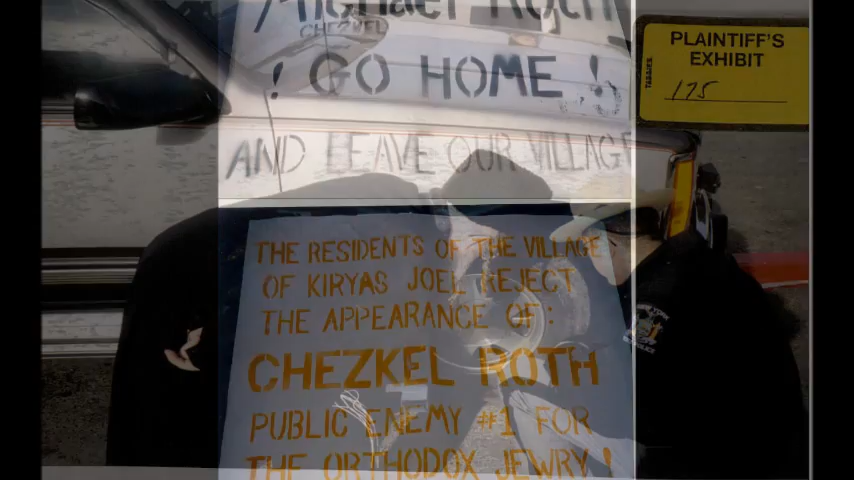 Michael Roth
CHEZKEL
! GO HOME !
AND LEAVE OUR VILLAGE
THE RESIDENTS OF THE VILLAGE
OF KIRYAS JOEL REJECT
THE APPEARANCE OF:
CHEZKEL ROTH
PUBLIC ENEMY #1 FOR
THE ORTHODOX JEWRY !
PLAINTIFF'S
EXHIBIT
175